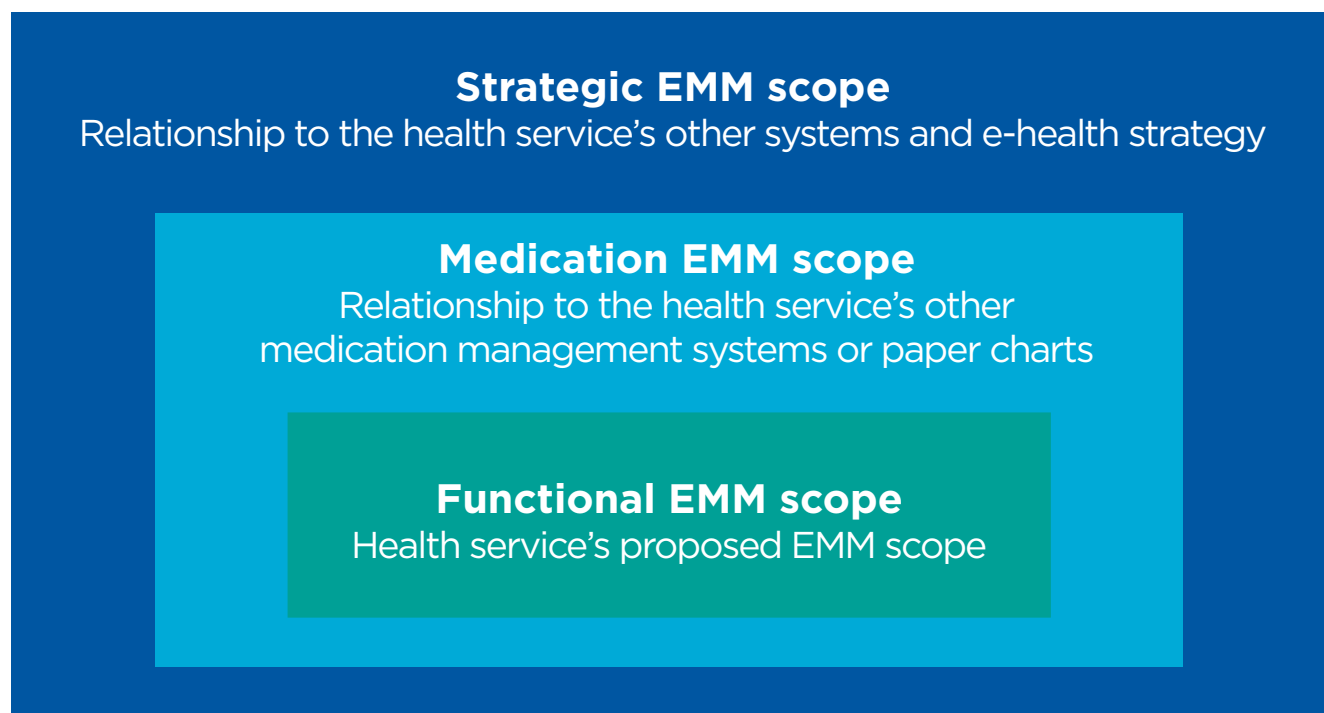 Strategic EMM scope
Relationship to the health service’s other systems and e-health strategy
Medication EMM scope
Relationship to the health service’s other
medication management systems or paper charts
Functional EMM scope
Health service’s proposed EMM scope